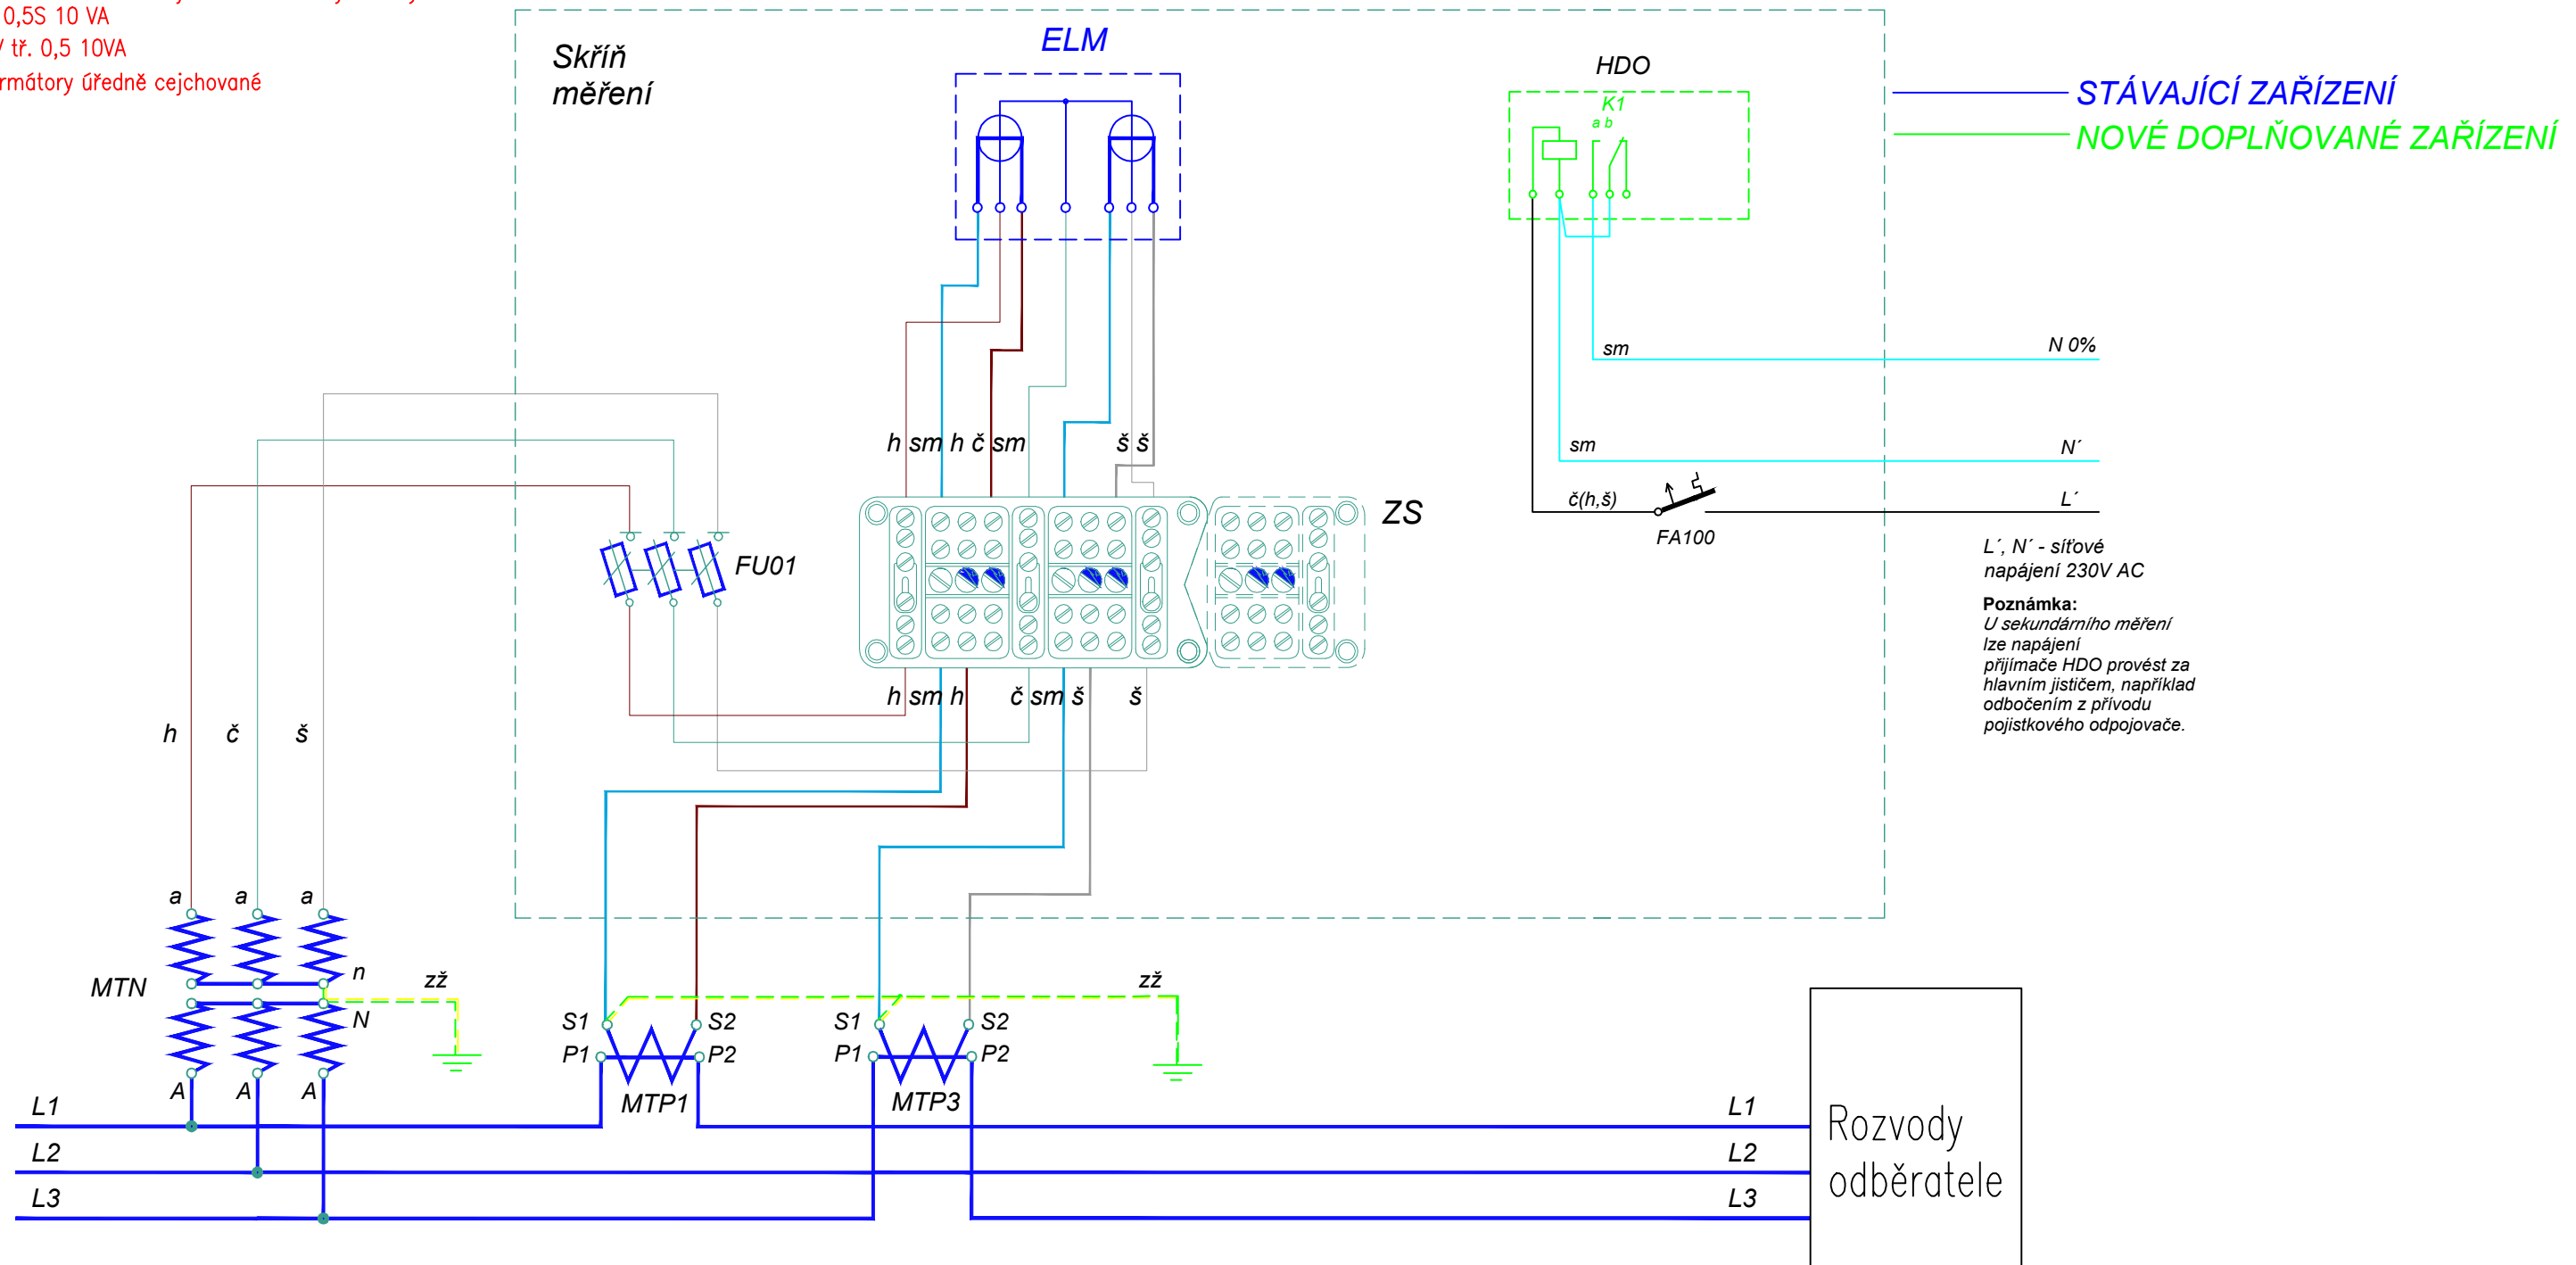 0,5S 10 VA
tř. 0,5 10VA
úředně cejchované
Skříň
měření
ELM
HDO
K1
a b
STÁVAJÍCÍ ZAŘÍZENÍ
NOVÉ DOPLŇOVANÉ ZAŘÍZENÍ
sm
N 0%
sm
N´
č(h,š)
L´
FA100
L´, N´ - síťové
napájení 230V AC
Poznámka:
U sekundárního měření
lze napájení
přijímače HDO provést za
hlavním jističem, například
odbočením z přívodu
pojistkového odpojovače.
h sm h č sm š š
ZS
FU01
h sm h č sm š š
h č š
a a a
MTN
n
zž
N
A A A
S1 S2
P1 P2
MTP1
S1 S2
P1 P2
MTP3
zž
L1
L2
L3
L1
L2
L3
Rozvody
odběratele